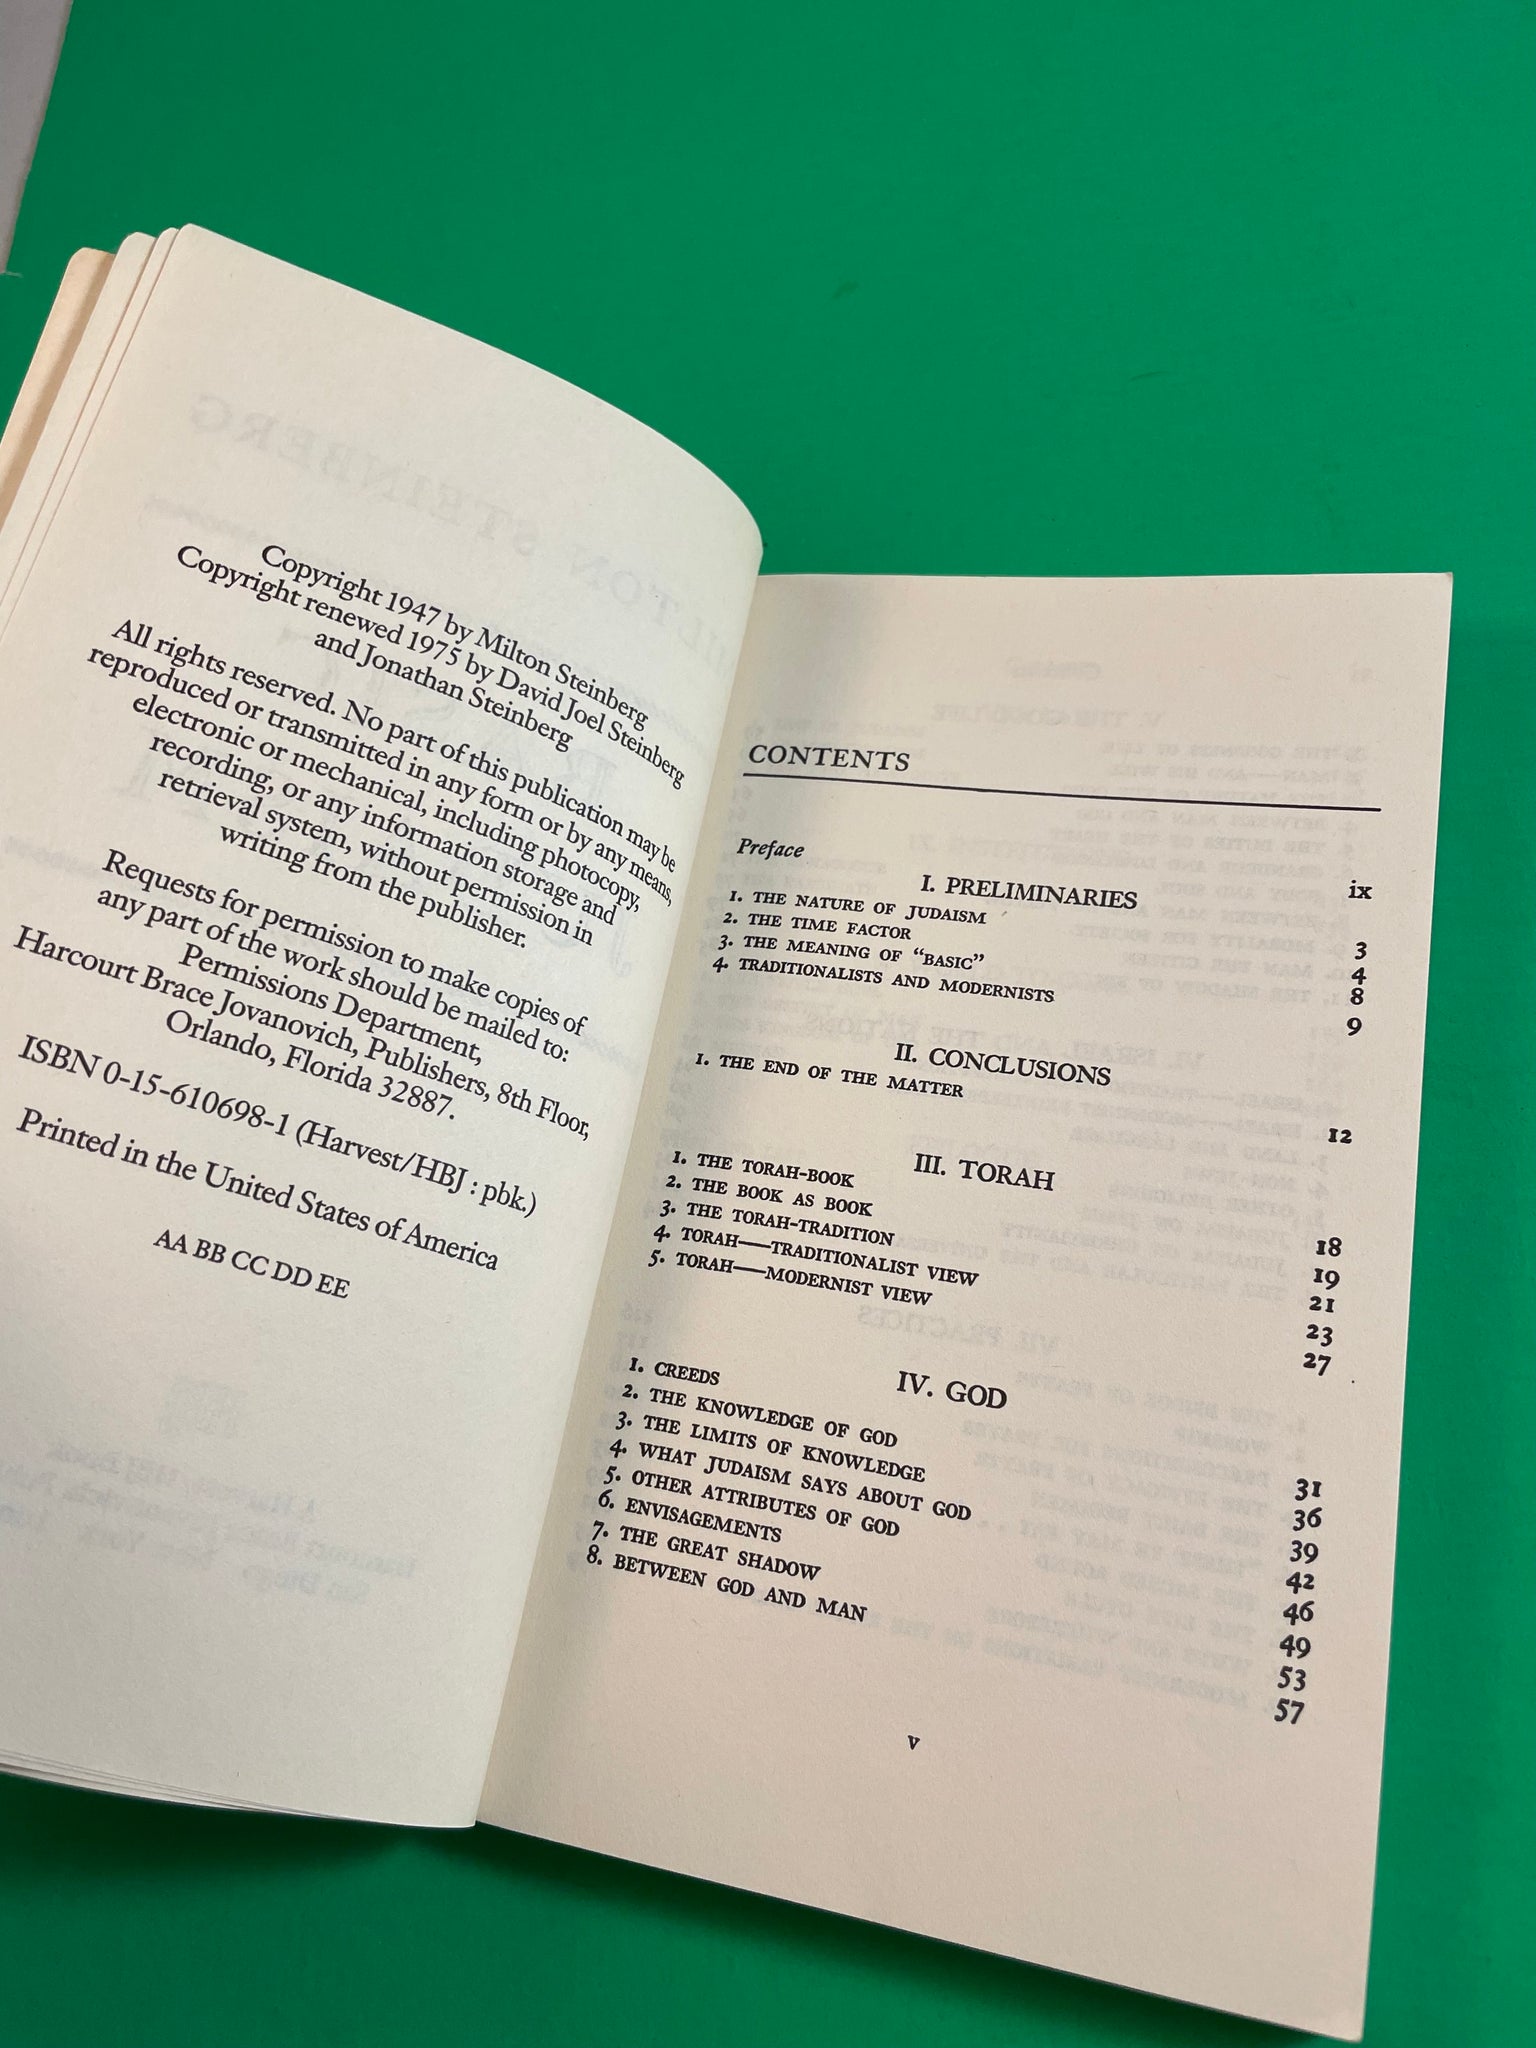 Copyright 1947 by Milton Steinberg
Copyright renewed 1975 by David Joel Steinberg
and Jonathan Steinberg
All rights reserved. No part of this publication may be
reproduced or transmitted in any form or by any means,
electronic or mechanical, including photocopy,
recording, or any information storage and
retrieval system, without permission in
writing from the publisher.
Requests for permission to make copies of
any part of the work should be mailed to:
Permissions Department,
Harcourt Brace Jovanovich, Publishers, 8th Floor,
Orlando, Florida 32887.
ISBN 0-15-610698-1 (Harvest/HBJ : pbk.)
Printed in the United States of America
AA BB CC DD EE
CONTENTS
Preface ix
I. PRELIMINARIES
1. THE NATURE OF JUDAISM 3
2. THE TIME FACTOR 4
3. THE MEANING OF "BASIC" 8
4. TRADITIONALISTS AND MODERNISTS 9
II. CONCLUSIONS
1. THE END OF THE MATTER 12
III. TORAH
1. THE TORAH-BOOK 18
2. THE BOOK AS BOOK 19
3. THE TORAH-TRADITION 21
4. TORAH—TRADITIONALIST VIEW 23
5. TORAH—MODERNIST VIEW 27
IV. GOD
1. CREEDS 31
2. THE KNOWLEDGE OF GOD 36
3. THE LIMITS OF KNOWLEDGE 39
4. WHAT JUDAISM SAYS ABOUT GOD 42
5. OTHER ATTRIBUTES OF GOD 46
6. ENVISAGEMENTS 49
7. THE GREAT SHADOW 53
8. BETWEEN GOD AND MAN 57
v